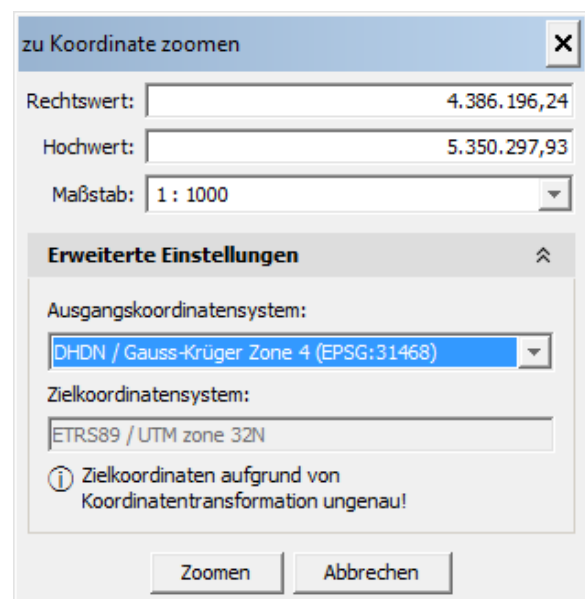 zu Koordinate zoomen
Rechtswert: 4.386.196,24
Hochwert: 5.350.297,93
Maßstab: 1 : 1000
Erweiterte Einstellungen
Ausgangskoordinatensystem:
DHDN / Gauss-Krüger Zone 4 (EPSG:31468)
Zielkoordinatensystem:
ETRS89 / UTM zone 32N
Zielkoordinaten aufgrund von
Koordinatentransformation ungenau!
Zoomen Abbrechen